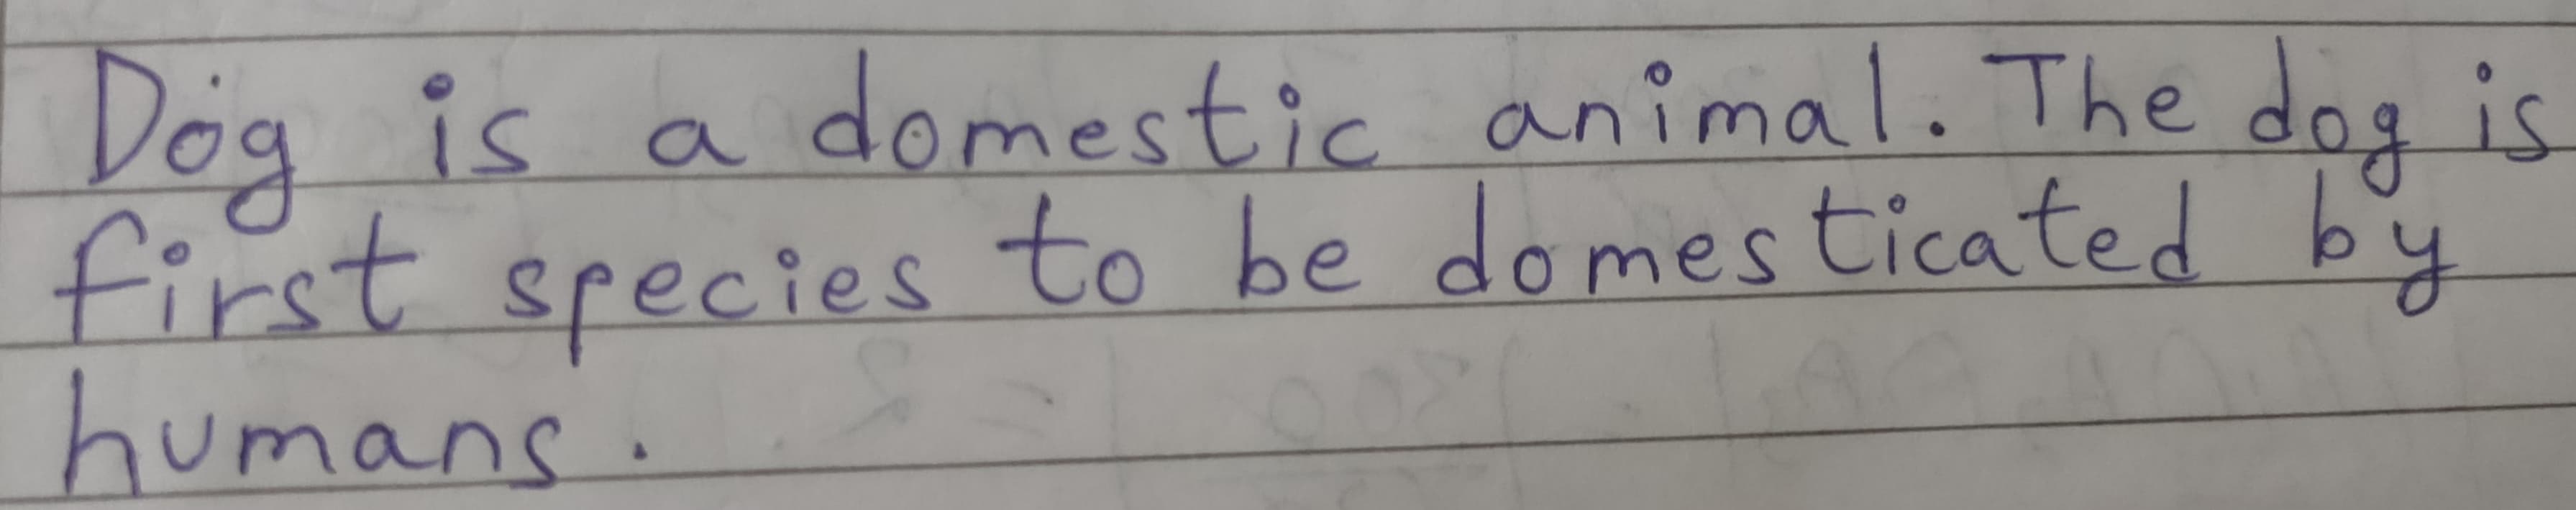 Dog is a domestic animal. The dog is
first species to be domesticated by
humans.